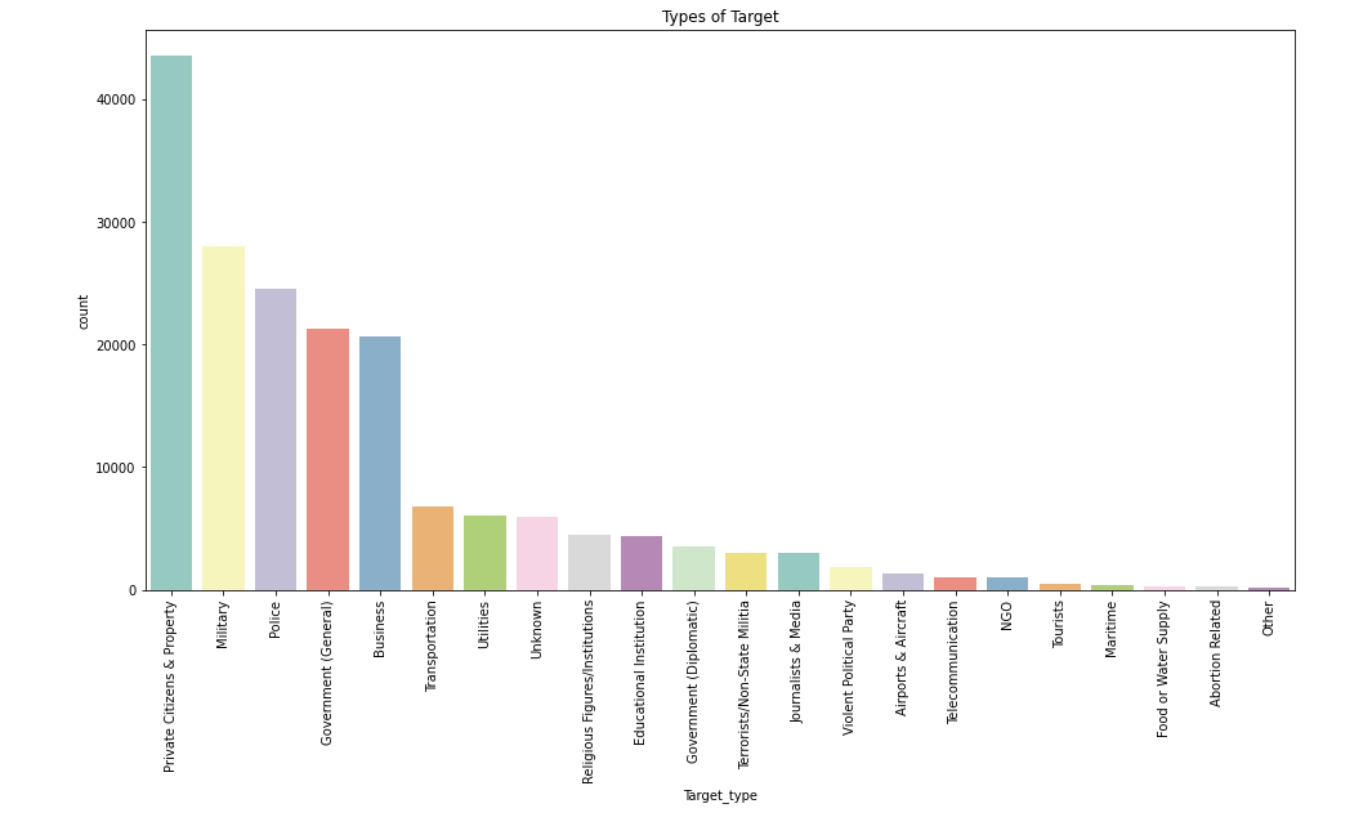 Types of Target
count
40000
30000
20000
10000
0
Private Citizens & Property
Military
Police
Government (General)
Business
Transportation
Utilities
Unknown
Religious Figures/Institutions
Educational Institution
Government (Diplomatic)
Terrorists/Non-State Militia
Journalists & Media
Violent Political Party
Airports & Aircraft
Telecommunication
NGO
Tourists
Maritime
Food or Water Supply
Abortion Related
Other
Target_type